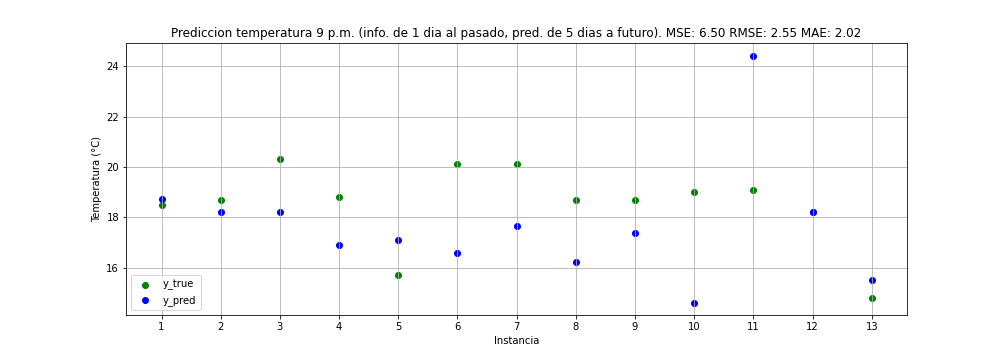 Prediccion temperatura 9 p.m. (info. de 1 dia al pasado, pred. de 5 dias a futuro). MSE: 6.50 RMSE: 2.55 MAE: 2.02
24
22
20
18
16
Temperatura (°C)
y_true
y_pred
1 2 3 4 5 6 7 8 9 10 11 12 13
Instancia